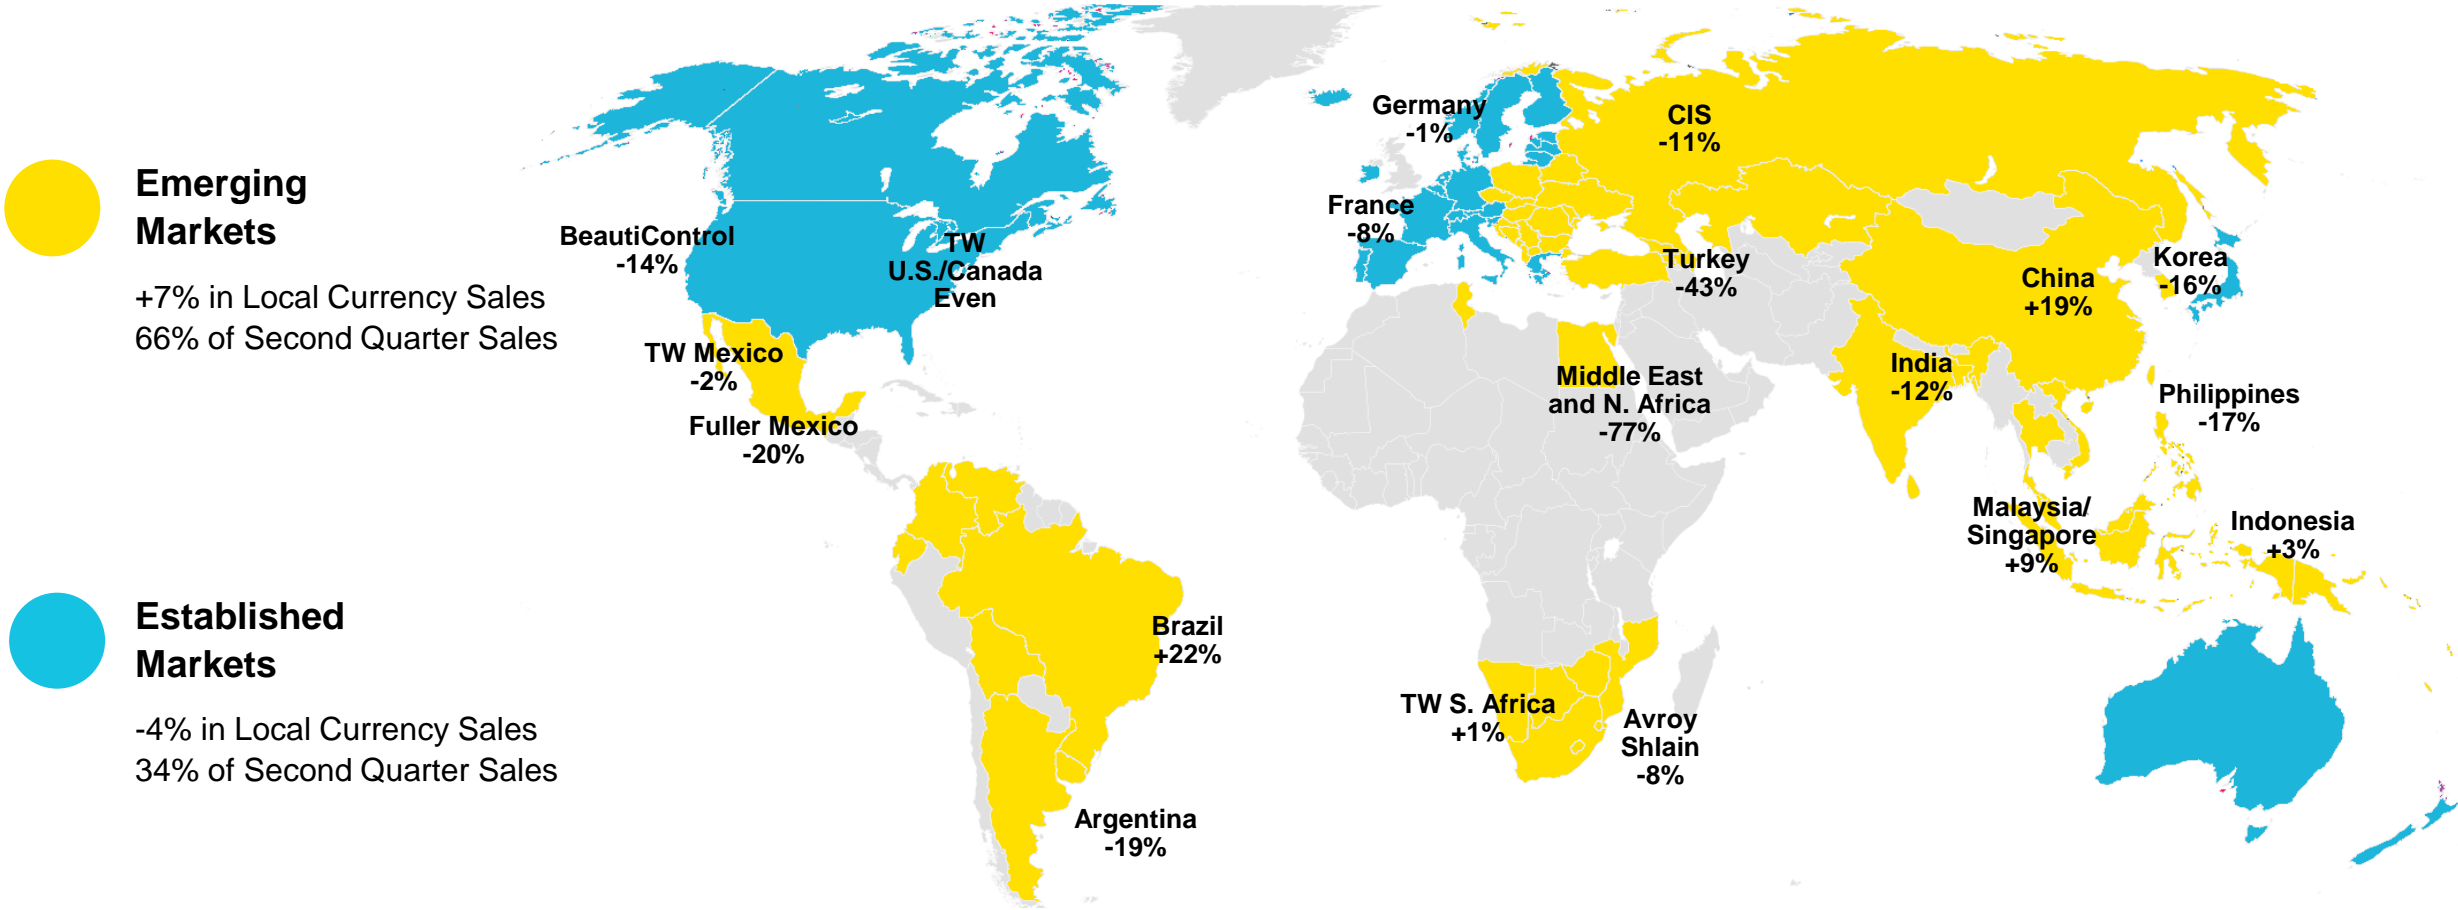 Emerging
Markets
+7% in Local Currency Sales
66% of Second Quarter Sales
Established
Markets
-4% in Local Currency Sales
34% of Second Quarter Sales
BeautiControl
-14%
TW
U.S./Canada
Even
TW Mexico
-2%
Fuller Mexico
-20%
Brazil
+22%
Argentina
-19%
Germany
-1%
France
-8%
CIS
-11%
Turkey
-43%
Middle East
and N. Africa
-77%
TW S. Africa
+1%
Avroy
Shlain
-8%
India
-12%
China
+19%
Korea
-16%
Philippines
-17%
Malaysia/
Singapore
+9%
Indonesia
+3%